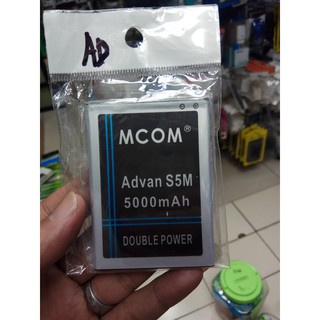 AD
MCOM®
Advan S5M
5000mAh
DOUBLE POWER